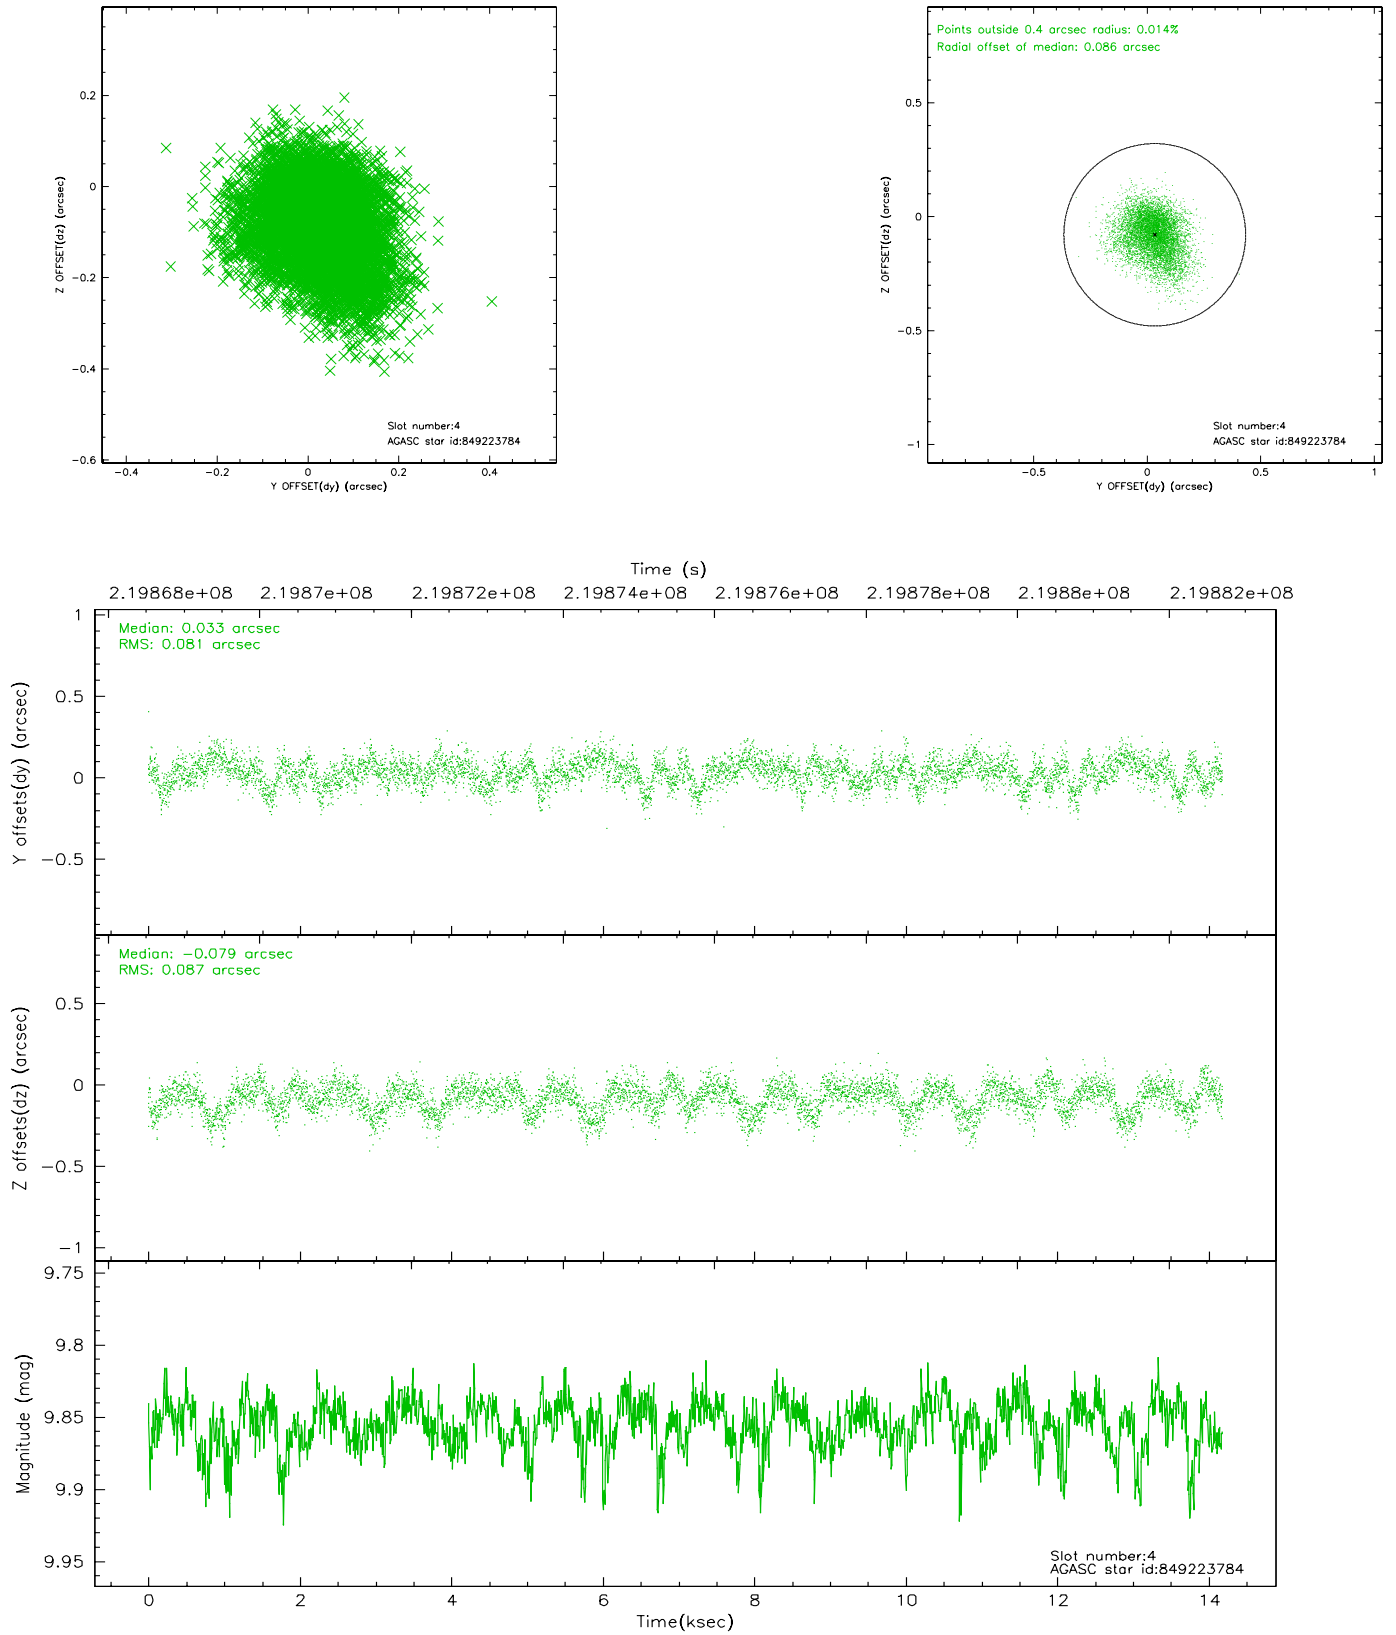 0.2
0
−0.2
−0.4
−0.6
Z OFFSET(dz) (arcsec)
Slot number:4
AGASC star id:849223784
−0.4
−0.2
0
0.2
0.4
Y OFFSET(dy) (arcsec)
Points outside 0.4 arcsec radius: 0.014%
Radial offset of median: 0.086 arcsec
0.5
0
−0.5
−1
Z OFFSET(dz) (arcsec)
Slot number:4
AGASC star id:849223784
−0.5
0
0.5
1
Y OFFSET(dy) (arcsec)
Time (s)
2.19868e+08
2.1987e+08
2.19872e+08
2.19874e+08
2.19876e+08
2.19878e+08
2.1988e+08
2.19882e+08
Median: 0.033 arcsec
RMS: 0.081 arcsec
1
0.5
0
−0.5
Y offsets(dy) (arcsec)
Median: −0.079 arcsec
RMS: 0.087 arcsec
0.5
0
−0.5
−1
Z offsets(dz) (arcsec)
9.75
9.8
9.85
9.9
9.95
Magnitude (mag)
Slot number:4
AGASC star id:849223784
0
2
4
6
8
10
12
14
Time(ksec)